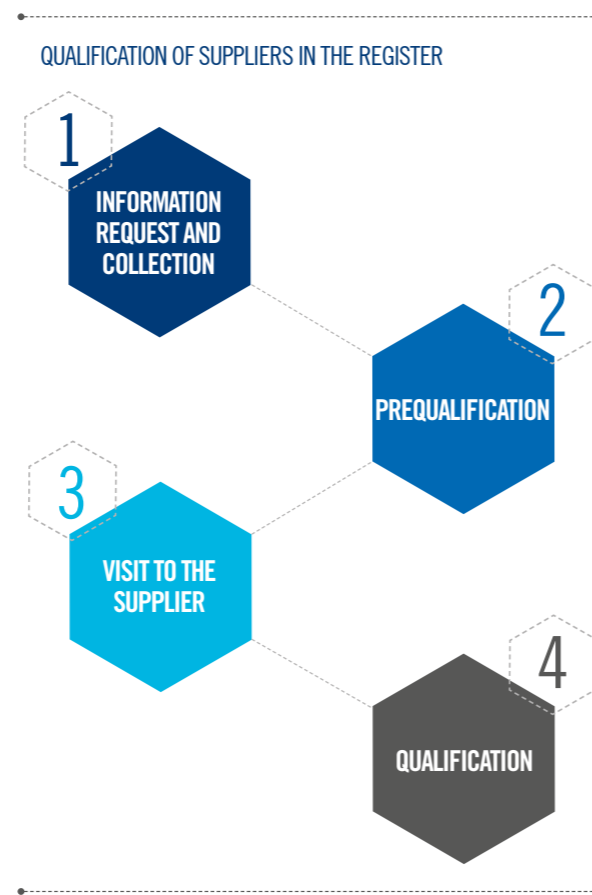 QUALIFICATION OF SUPPLIERS IN THE REGISTER
1
INFORMATION
REQUEST AND
COLLECTION
2
PREQUALIFICATION
3
VISIT TO THE
SUPPLIER
4
QUALIFICATION